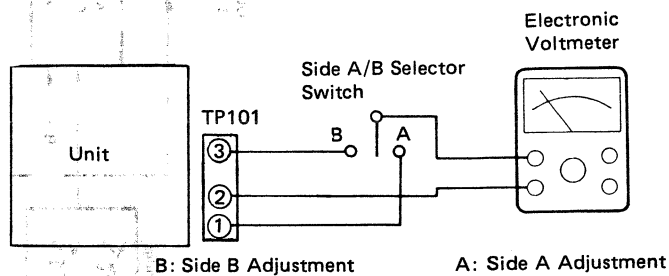 Electronic
Voltmeter
Side A/B Selector
Switch
TP101
B
A
Unit
3
2
1
B: Side B Adjustment
A: Side A Adjustment